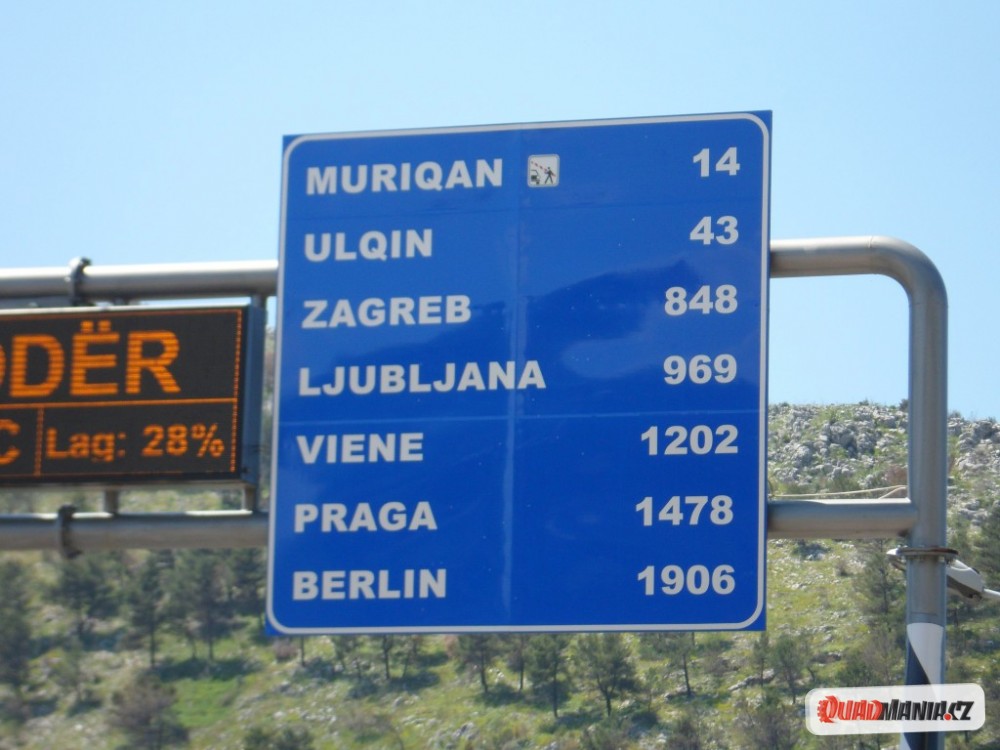 MURIQAN 14
ULQIN 43
ZAGREB 848
LJUBLJANA 969
VIENE 1202
PRAGA 1478
BERLIN 1906
DËR
C Lag: 28%
QUADMANIA.CZ